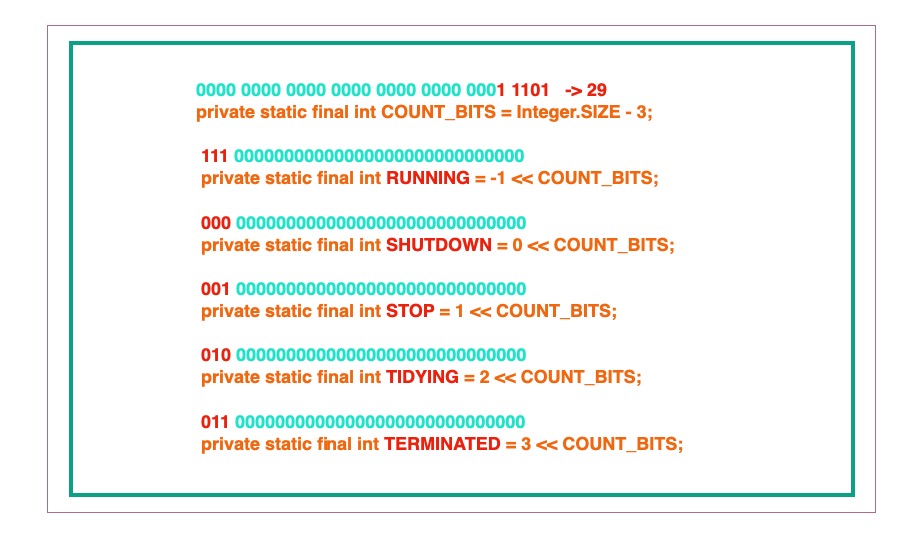 0000 0000 0000 0000 0000 0000 0001 1101 -> 29
private static final int COUNT_BITS = Integer.SIZE - 3;
111 00000000000000000000000000000
private static final int RUNNING = -1 << COUNT_BITS;
000 00000000000000000000000000000
private static final int SHUTDOWN = 0 << COUNT_BITS;
001 00000000000000000000000000000
private static final int STOP = 1 << COUNT_BITS;
010 00000000000000000000000000000
private static final int TIDYING = 2 << COUNT_BITS;
011 00000000000000000000000000000
private static final int TERMINATED = 3 << COUNT_BITS;